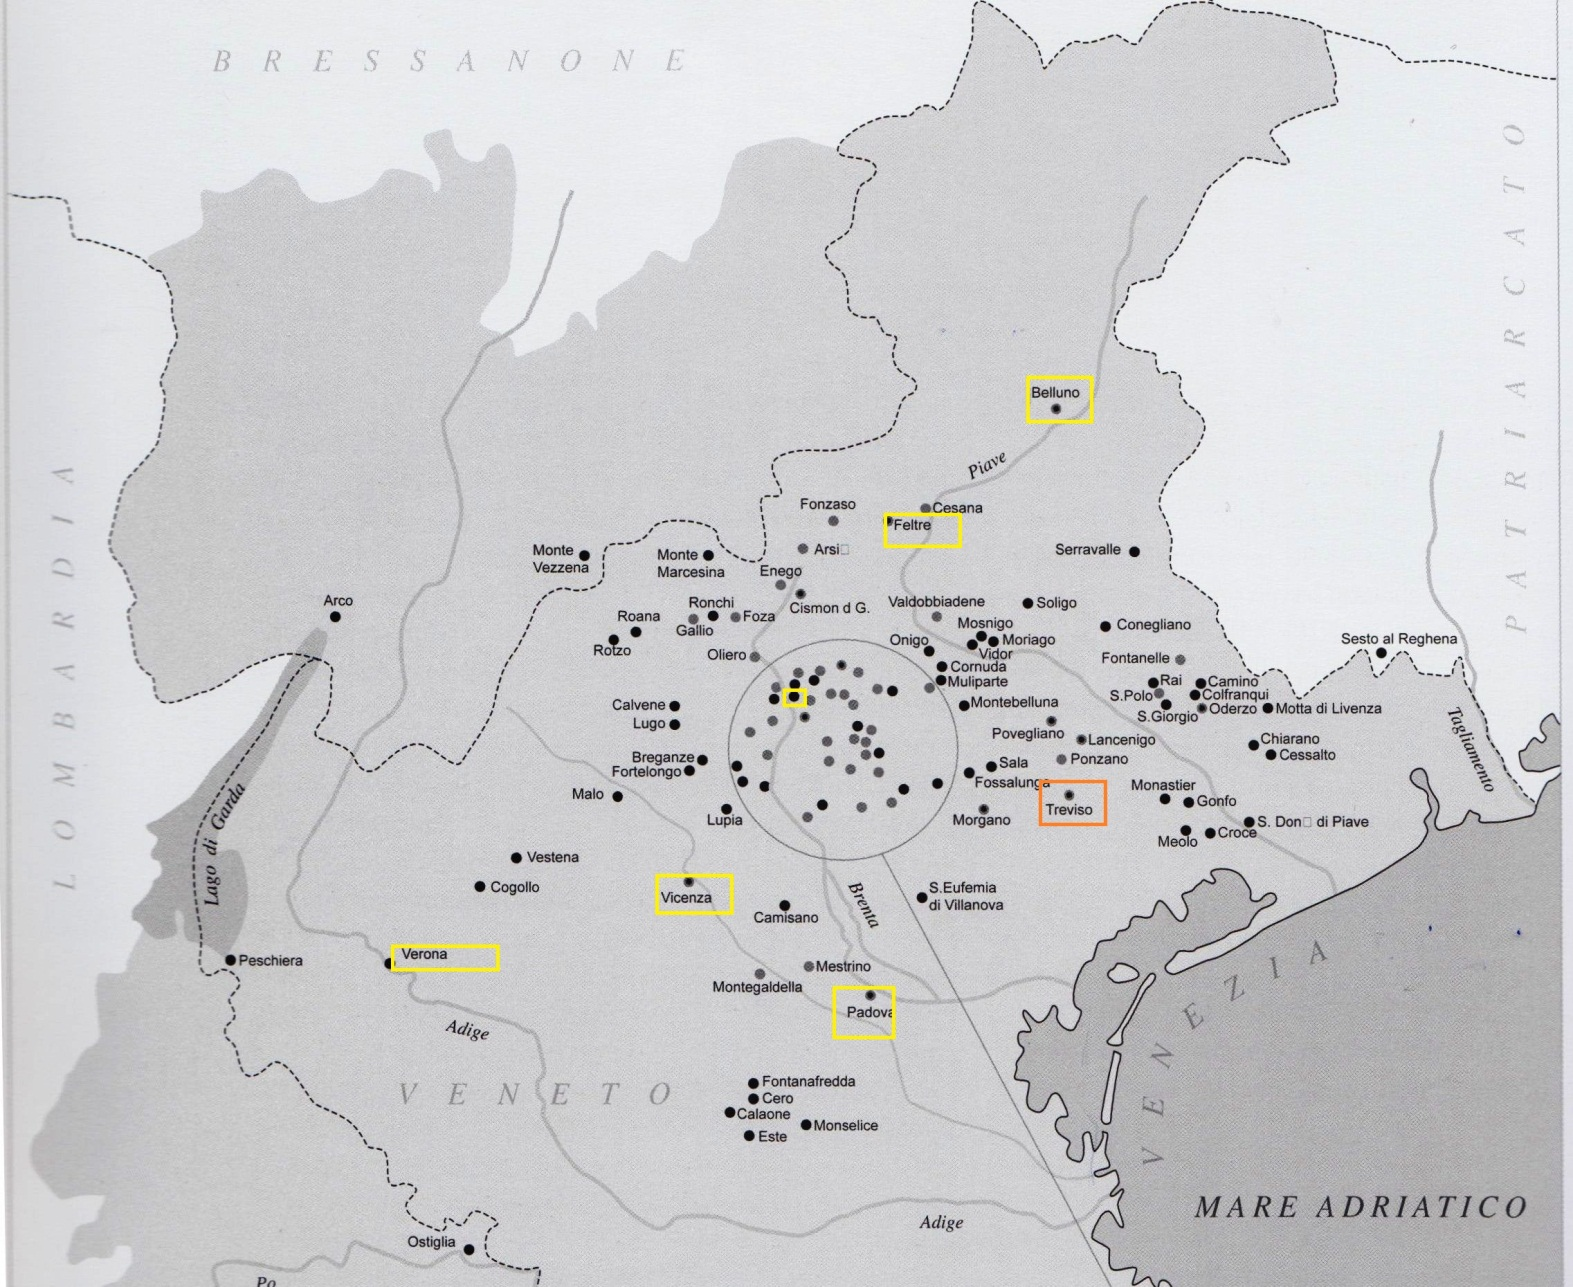 BRESSANONE
PATRIARCATO
LOMBARDIA
Belluno
Piave
Fonzaso
Cesana
Feltre
Monte
Vezzena
Monte
Marcesina
Arsi□
Serravalle
Enego
Cismon d G.
Arco
Ronchi
Foza
Gallio
Roana
Rotzo
Valdobbiadene
Soligo
Mosnigo
Moriago
Onigo
Vidor
Conegliano
Sesto al Reghena
Oliero
Cornuda
Muliparte
Fontanelle
Rai
Camino
S.Polo
Colfranqui
S.Giorgio
Oderzo
Motta di Livenza
Calvene
Lugo
Montebelluna
Povegliano
Lancenigo
Chiarano
Cessalto
Tagliamento
Breganze
Fortelongo
Sala
Fossalunga
Ponzano
Malo
Lupia
Morgano
Treviso
Monastier
Gonfo
Meolo
Croce
S. Don□ di Piave
Lago di Garda
Vestena
Cogollo
Vicenza
Camisano
Brenta
S.Eufemia
di Villanova
Verona
Peschiera
Mestrino
Montegaldella
Padova
Adige
VENEZIA
VENETO
Fontanafredda
Cero
Calaone
Monselice
Este
MARE ADRIATICO
Adige
Ostiglia
Po